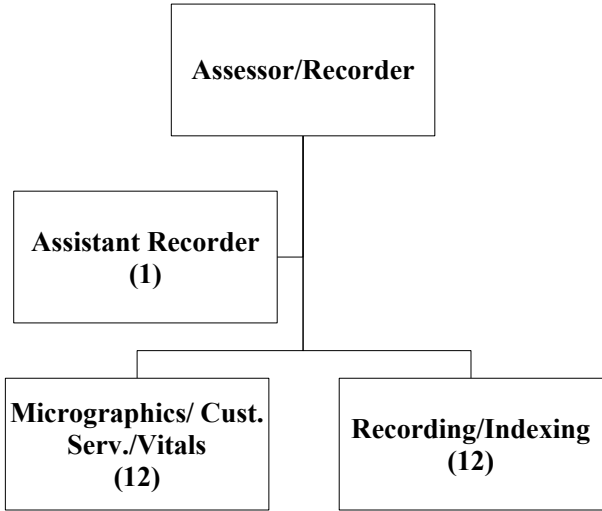 Assessor/Recorder
Assistant Recorder
(1)
Micrographics/ Cust.
Serv./Vitals
(12)
Recording/Indexing
(12)